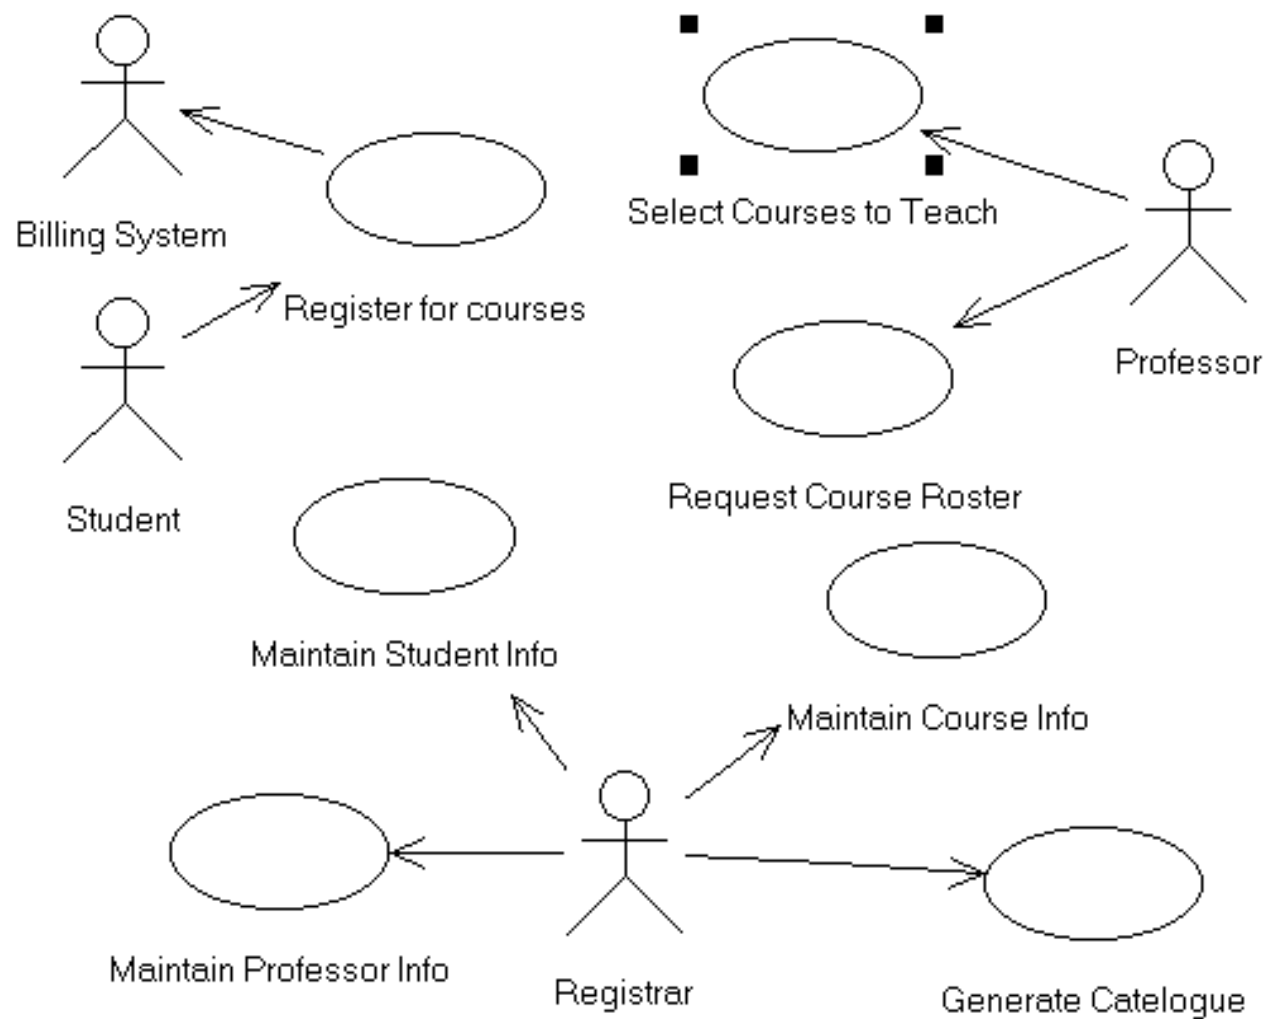 Select Courses to Teach
Billing System
Register for courses
Professor
Request Course Roster
Student
Maintain Student Info
Maintain Course Info
Maintain Professor Info
Registrar
Generate Catelogue